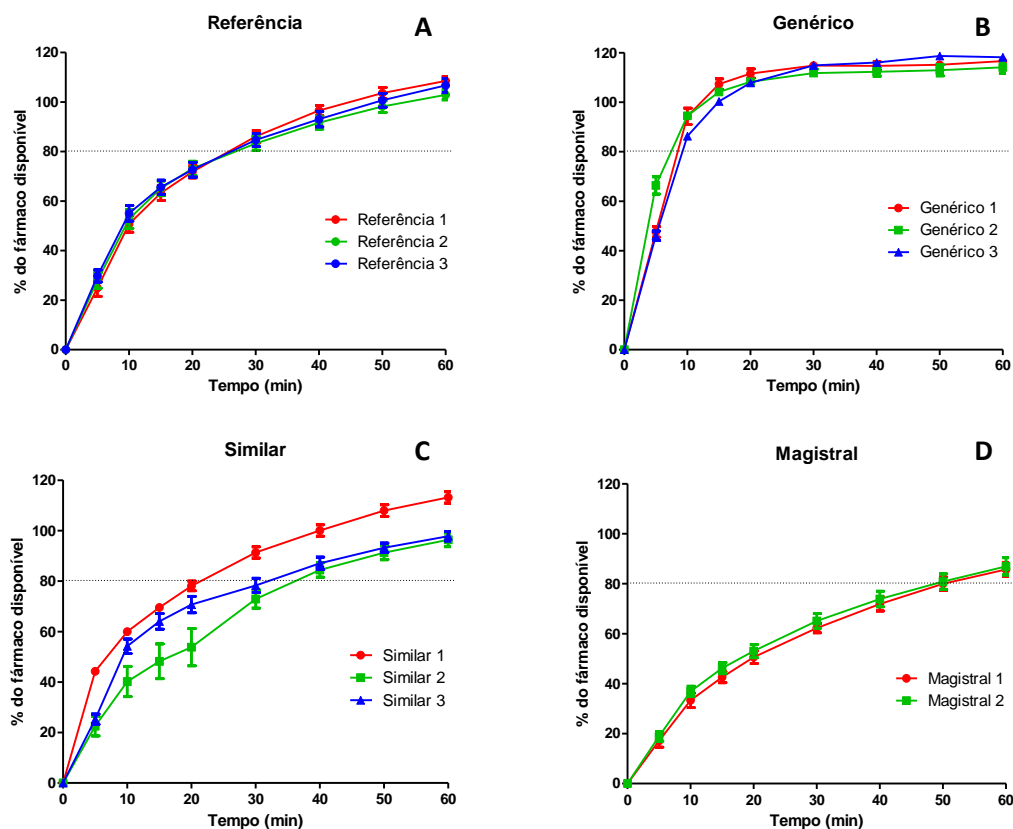 Referência
A
% do fármaco disponível
120
100
80
60
40
20
0
0 10 20 30 40 50 60
Tempo (min)
Referência 1
Referência 2
Referência 3
Genérico
B
% do fármaco disponível
120
100
80
60
40
20
0
0 10 20 30 40 50 60
Tempo (min)
Genérico 1
Genérico 2
Genérico 3
Similar
C
% do fármaco disponível
120
100
80
60
40
20
0
0 10 20 30 40 50 60
Tempo (min)
Similar 1
Similar 2
Similar 3
Magistral
D
% do fármaco disponível
120
100
80
60
40
20
0
0 10 20 30 40 50 60
Tempo (min)
Magistral 1
Magistral 2